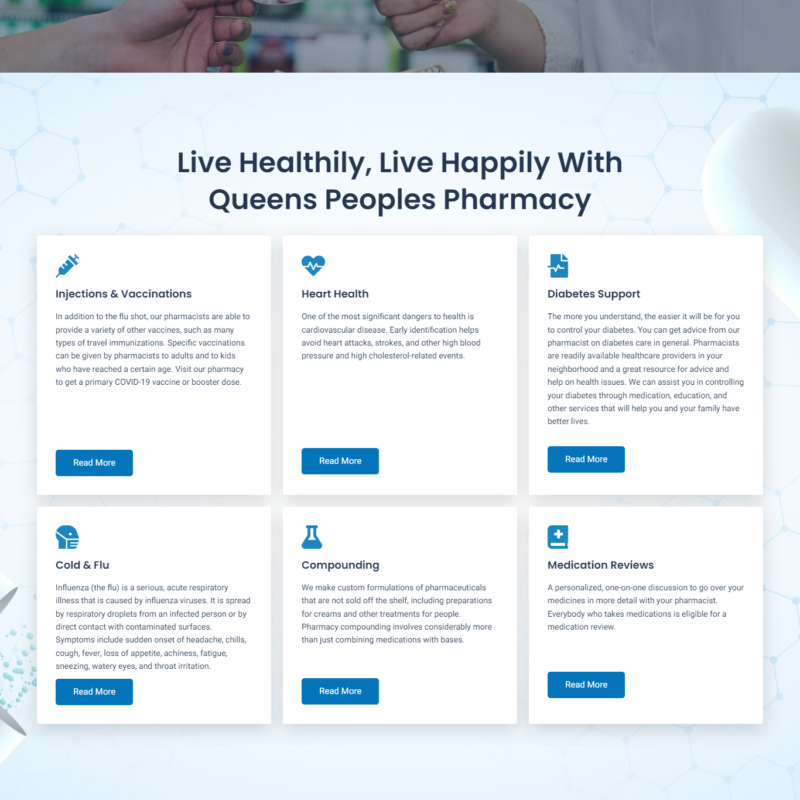 Live Healthily, Live Happily With
Queens Peoples Pharmacy
Injections & Vaccinations
In addition to the flu shot, our pharmacists are able to
provide a variety of other vaccines, such as many
types of travel immunizations. Specific vaccinations
can be given by pharmacists to adults and to kids
who have reached a certain age. Visit our pharmacy
to get a primary COVID-19 vaccine or booster dose.
Read More
Heart Health
One of the most significant dangers to health is
cardiovascular disease. Early identification helps
avoid heart attacks, strokes, and other high blood
pressure and high cholesterol-related events.
Read More
Diabetes Support
The more you understand, the easier it will be for you
to control your diabetes. You can get advice from our
pharmacist on diabetes care in general. Pharmacists
are readily available healthcare providers in your
neighborhood and a great resource for advice and
help on health issues. We can assist you in controlling
your diabetes through medication, education, and
other services that will help you and your family have
better lives.
Read More
Cold & Flu
Influenza (the flu) is a serious, acute respiratory
illness that is caused by influenza viruses. It is spread
by respiratory droplets from an infected person or by
direct contact with contaminated surfaces.
Symptoms include sudden onset of headache, chills,
cough, fever, loss of appetite, achiness, fatigue,
sneezing, watery eyes, and throat irritation.
Read More
Compounding
We make custom formulations of pharmaceuticals
that are not sold off the shelf, including preparations
for creams and other treatments for people.
Pharmacy compounding involves considerably more
than just combining medications with bases.
Read More
Medication Reviews
A personalized, one-on-one discussion to go over your
medicines in more detail with your pharmacist.
Everybody who takes medications is eligible for a
medication review.
Read More